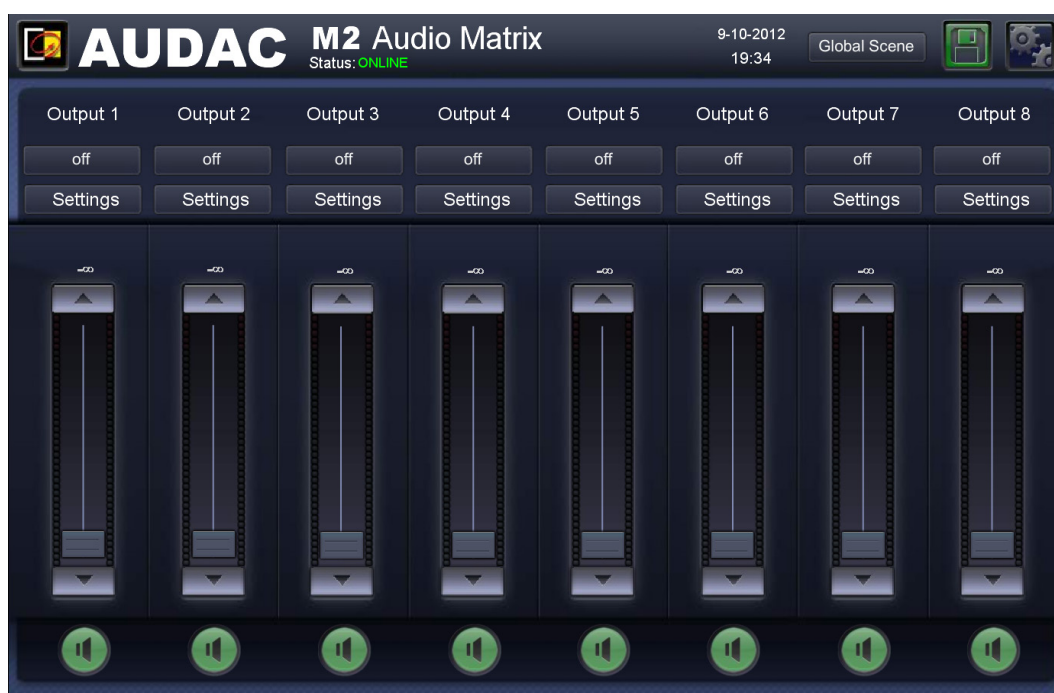 AUDAC M2 Audio Matrix 9-10-2012 Global Scene
Status: ONLINE 19:34
Output 1 Output 2 Output 3 Output 4 Output 5 Output 6 Output 7 Output 8
off off off off off off off off
Settings Settings Settings Settings Settings Settings Settings Settings
-∞ -∞ -∞ -∞ -∞ -∞ -∞ -∞